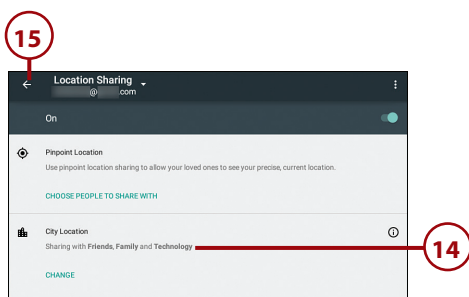 15
Location Sharing
@ .com
On
Pinpoint Location
Use pinpoint location sharing to allow your loved ones to see your precise, current location.
CHOOSE PEOPLE TO SHARE WITH
City Location
Sharing with Friends, Family and Technology
14
CHANGE